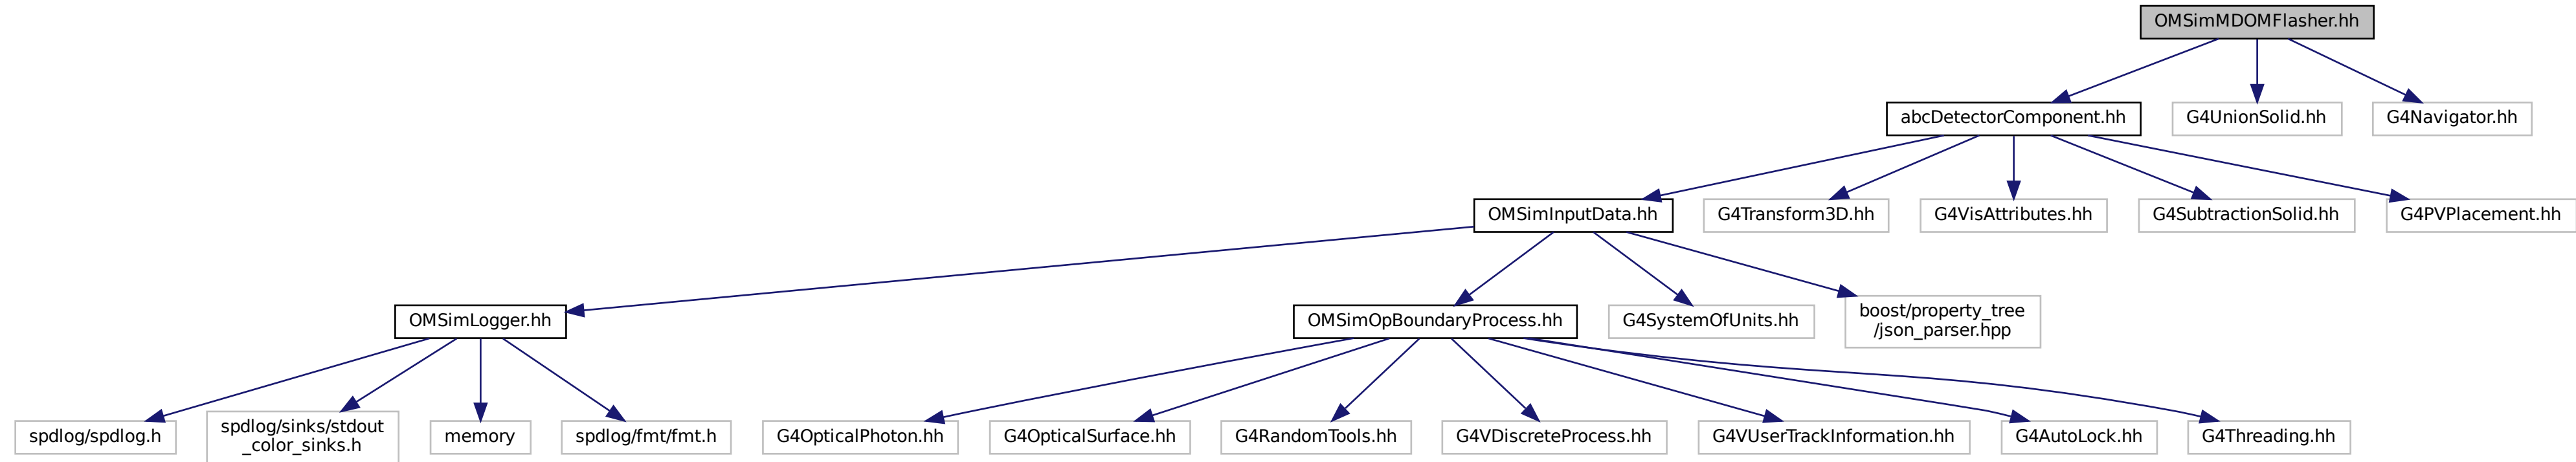 OMSimMDOMFlasher.hh
abcDetectorComponent.hh
G4UnionSolid.hh
G4Navigator.hh
OMSimInputData.hh
G4Transform3D.hh
G4VisAttributes.hh
G4SubtractionSolid.hh
G4PVPlacement.hh
OMSimLogger.hh
OMSimOpBoundaryProcess.hh
G4SystemOfUnits.hh
boost/property_tree
/json_parser.hpp
spdlog/spdlog.h
spdlog/sinks/stdout
_color_sinks.h
memory
spdlog/fmt/fmt.h
G4OpticalPhoton.hh
G4OpticalSurface.hh
G4RandomTools.hh
G4VDiscreteProcess.hh
G4VUserTrackInformation.hh
G4AutoLock.hh
G4Threading.hh